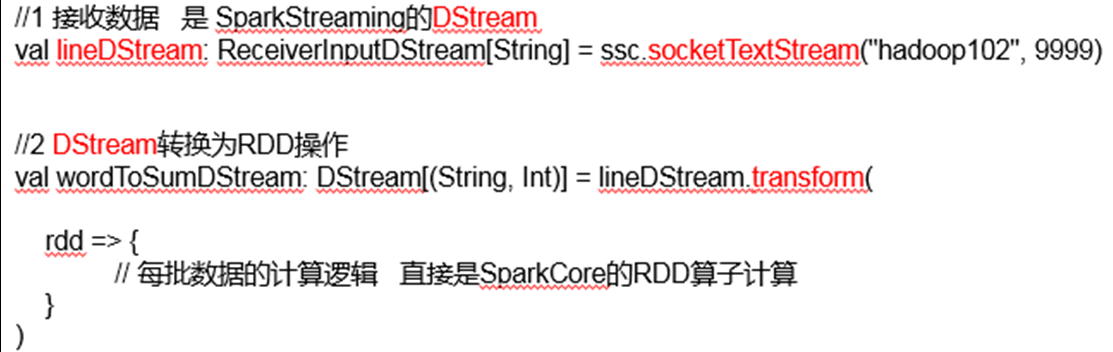 //1 接收数据 是 SparkStreaming的DStream
val lineDStream: ReceiverInputDStream[String] = ssc.socketTextStream("hadoop102", 9999)
//2 DStream转换为RDD操作
val wordToSumDStream: DStream[(String, Int)] = lineDStream.transform(
rdd => {
// 每批数据的计算逻辑 直接是SparkCore的RDD算子计算
}
)